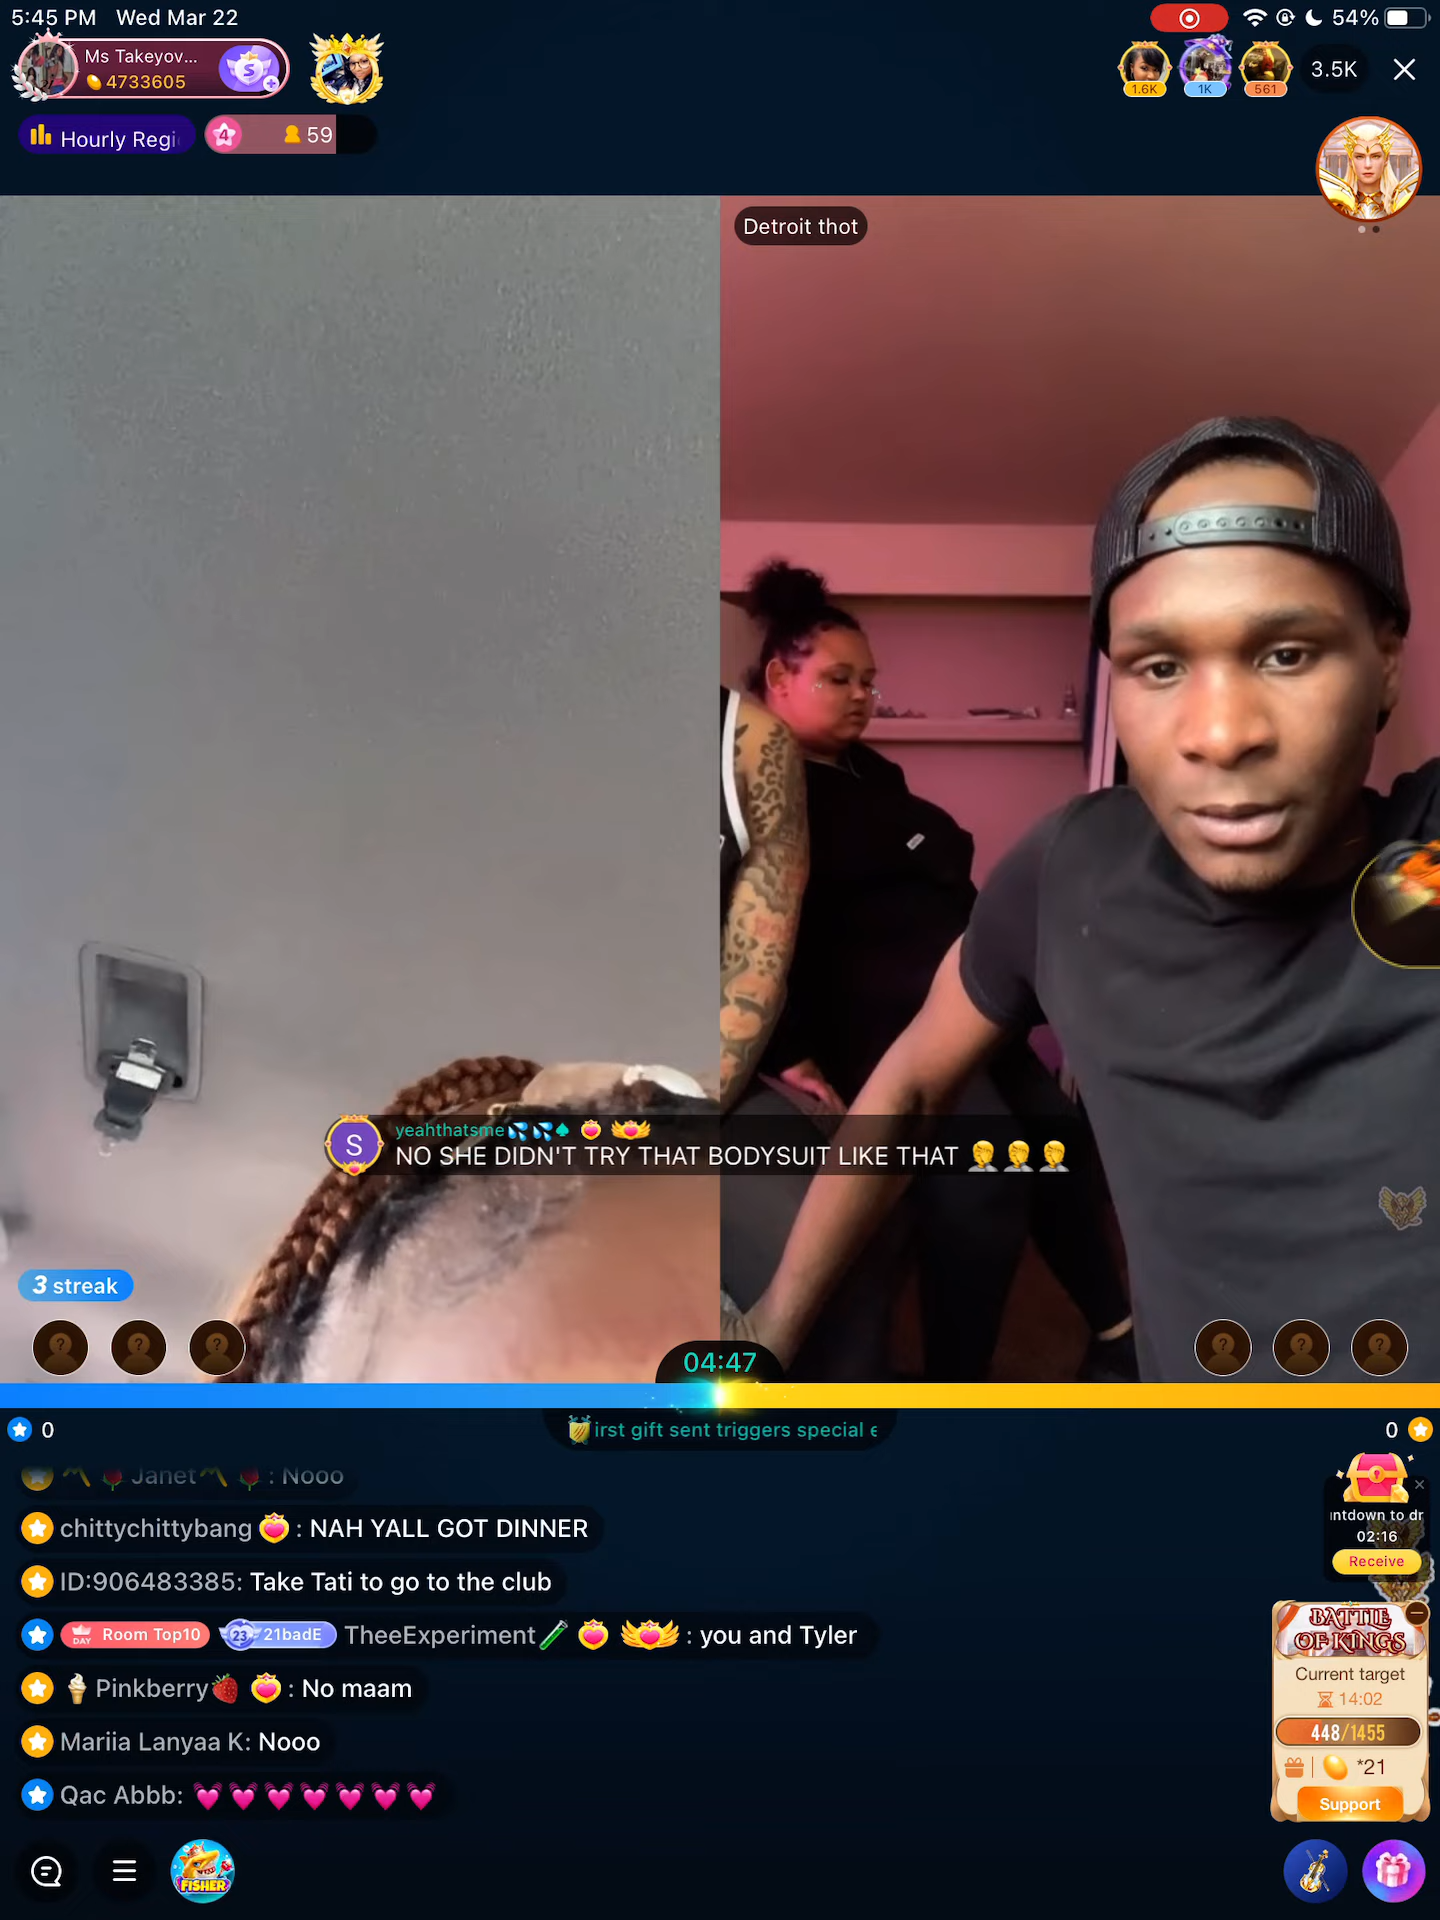 5:45 PM Wed Mar 22
54%
Ms Takeyov...
4733605
S
1.6K
1K
561
3.5K
Hourly Regi
4
59
Detroit thot
S
yeahthatsme💦💦♠️
NO SHE DIDN'T TRY THAT BODYSUIT LIKE THAT 🤦🤦🤦
3 streak
? ? ?
? ? ?
04:47
0
irst gift sent triggers special e
0
Janet : Nooo
chittychittybang : NAH YALL GOT DINNER
ID:906483385: Take Tati to go to the club
DAY Room Top10 23 21badE TheeExperiment : you and Tyler
🍦 Pinkberry🍓 : No maam
Mariia Lanyaa K: Nooo
Qac Abbb: 💓💓💓💓💓💓💓
ntdown to dr
02:16
Receive
BATTLE
OF KINGS
Current target
14:02
448/1455
*21
Support
FISHER